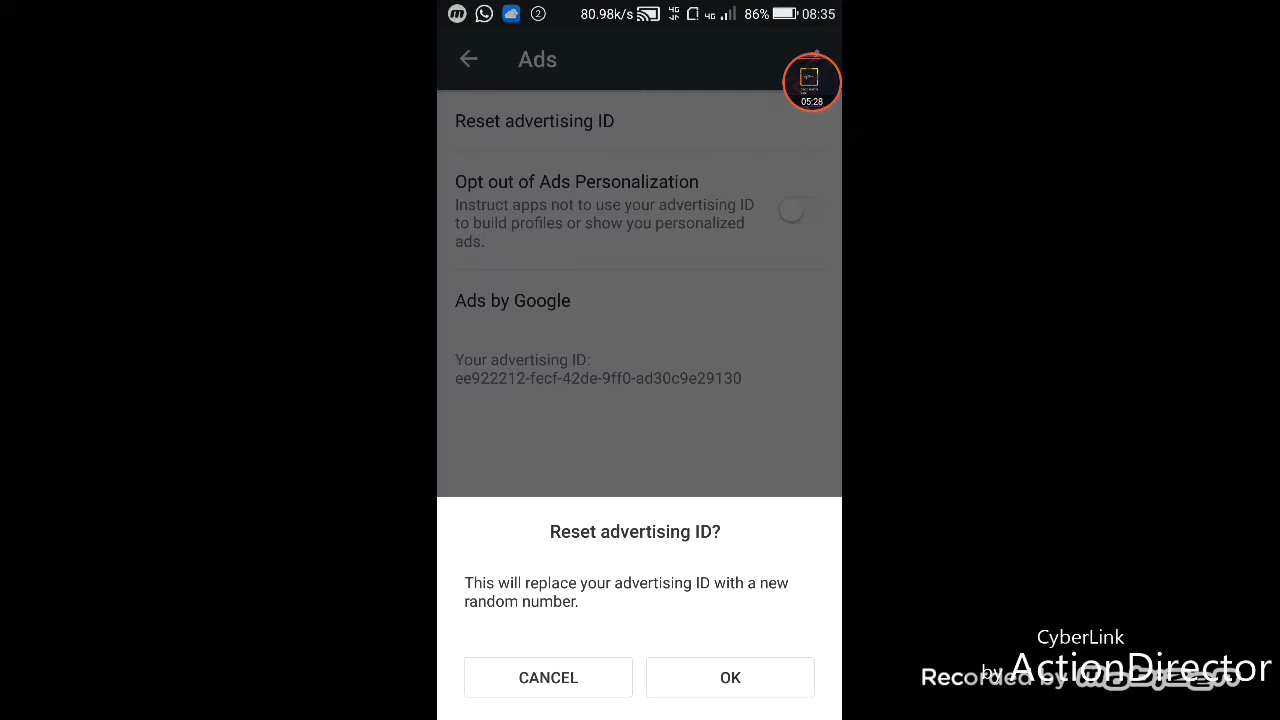 80.98k/s 4G 86% 08:35
Ads
05:28
Reset advertising ID
Opt out of Ads Personalization
Instruct apps not to use your advertising ID
to build profiles or show you personalized
ads.
Ads by Google
Your advertising ID:
ee922212-fecf-42de-9ff0-ad30c9e29130
Reset advertising ID?
This will replace your advertising ID with a new
random number.
CANCEL OK
CyberLink
by ActionDirector
Recorded by